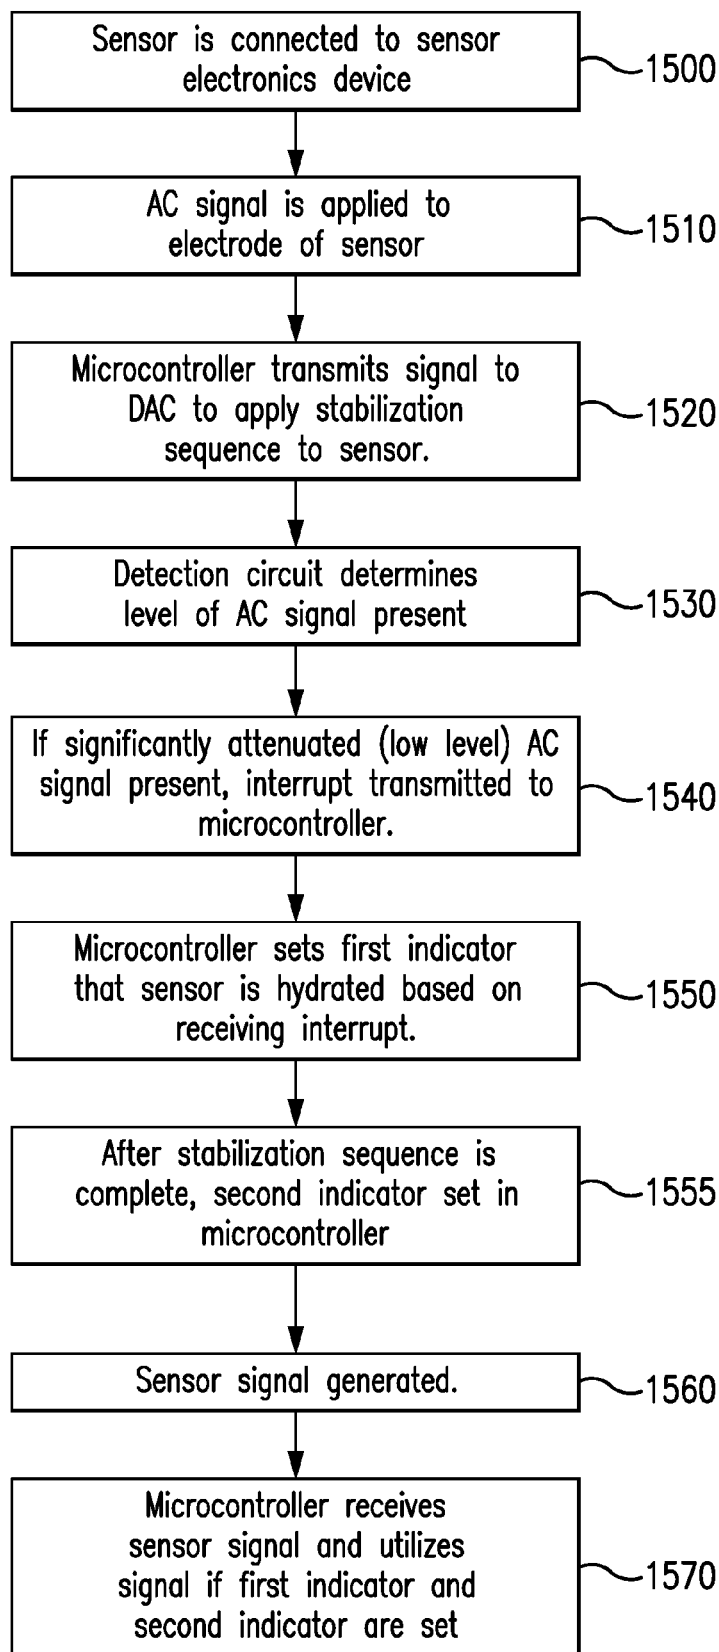 Sensor is connected to sensor
electronics device
1500
AC signal is applied to
electrode of sensor
1510
Microcontroller transmits signal to
DAC to apply stabilization
sequence to sensor.
1520
Detection circuit determines
level of AC signal present
1530
If significantly attenuated (low level) AC
signal present, interrupt transmitted to
microcontroller.
1540
Microcontroller sets first indicator
that sensor is hydrated based on
receiving interrupt.
1550
After stabilization sequence is
complete, second indicator set in
microcontroller
1555
Sensor signal generated.
1560
Microcontroller receives
sensor signal and utilizes
signal if first indicator and
second indicator are set
1570